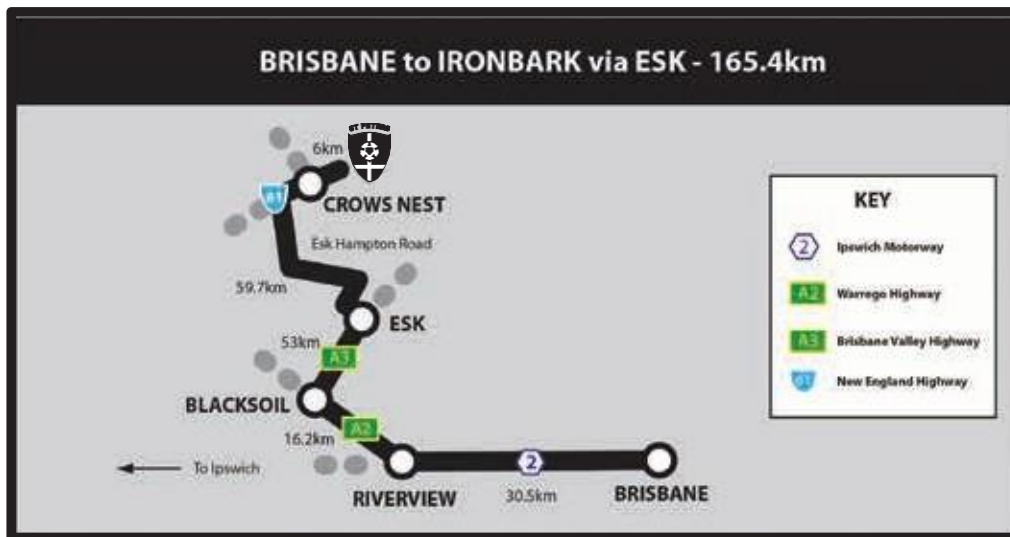 BRISBANE to IRONBARK via ESK - 165.4km
6km
61
CROWS NEST
Esk Hampton Road
59.7km
ESK
53km
A3
BLACKSOIL
A2
16.2km
To Ipswich
2
RIVERVIEW
30.5km
BRISBANE
KEY
2 Ipswich Motorway
A2 Warrego Highway
A3 Brisbane Valley Highway
61 New England Highway